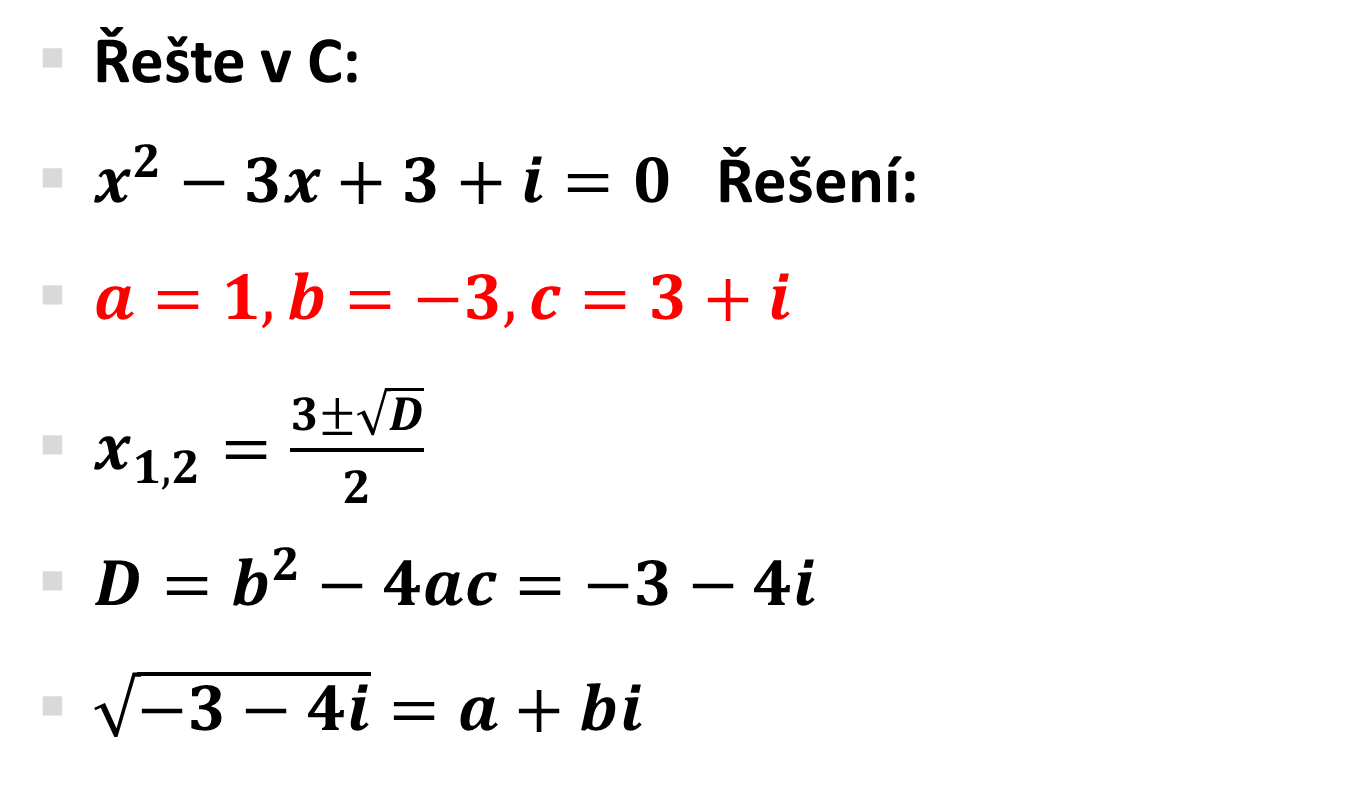 Řešte v C:
x² − 3x + 3 + i = 0 Řešení:
a = 1, b = −3, c = 3 + i
x₁,₂ = (3±√D)/2
D = b² − 4ac = −3 − 4i
√(−3 − 4i) = a + bi